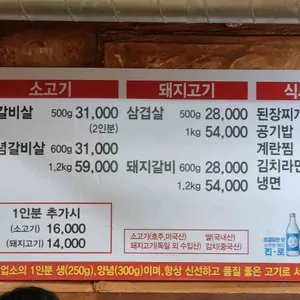 소고기
돼지고기
갈비살 500g 31,000
(2인분)
념갈비살 600g 31,000
1.2kg 59,000
삼겹살 500g 28,000
1kg 54,000
돼지갈비 600g 28,000
1.2kg 54,000
된장찌
공기밥
계란찜
김치라면
냉면
1인분 추가시
(소고기) 16,000
(돼지고기) 14,000
소고기(호주,미국산) 쌀(국내산)
돼지고기(독일 외 수입산) 김치(중국산)
업소의 1인분 생(250g),양념(300g)이며,항상 신선하고 품질 좋은 고기로 서